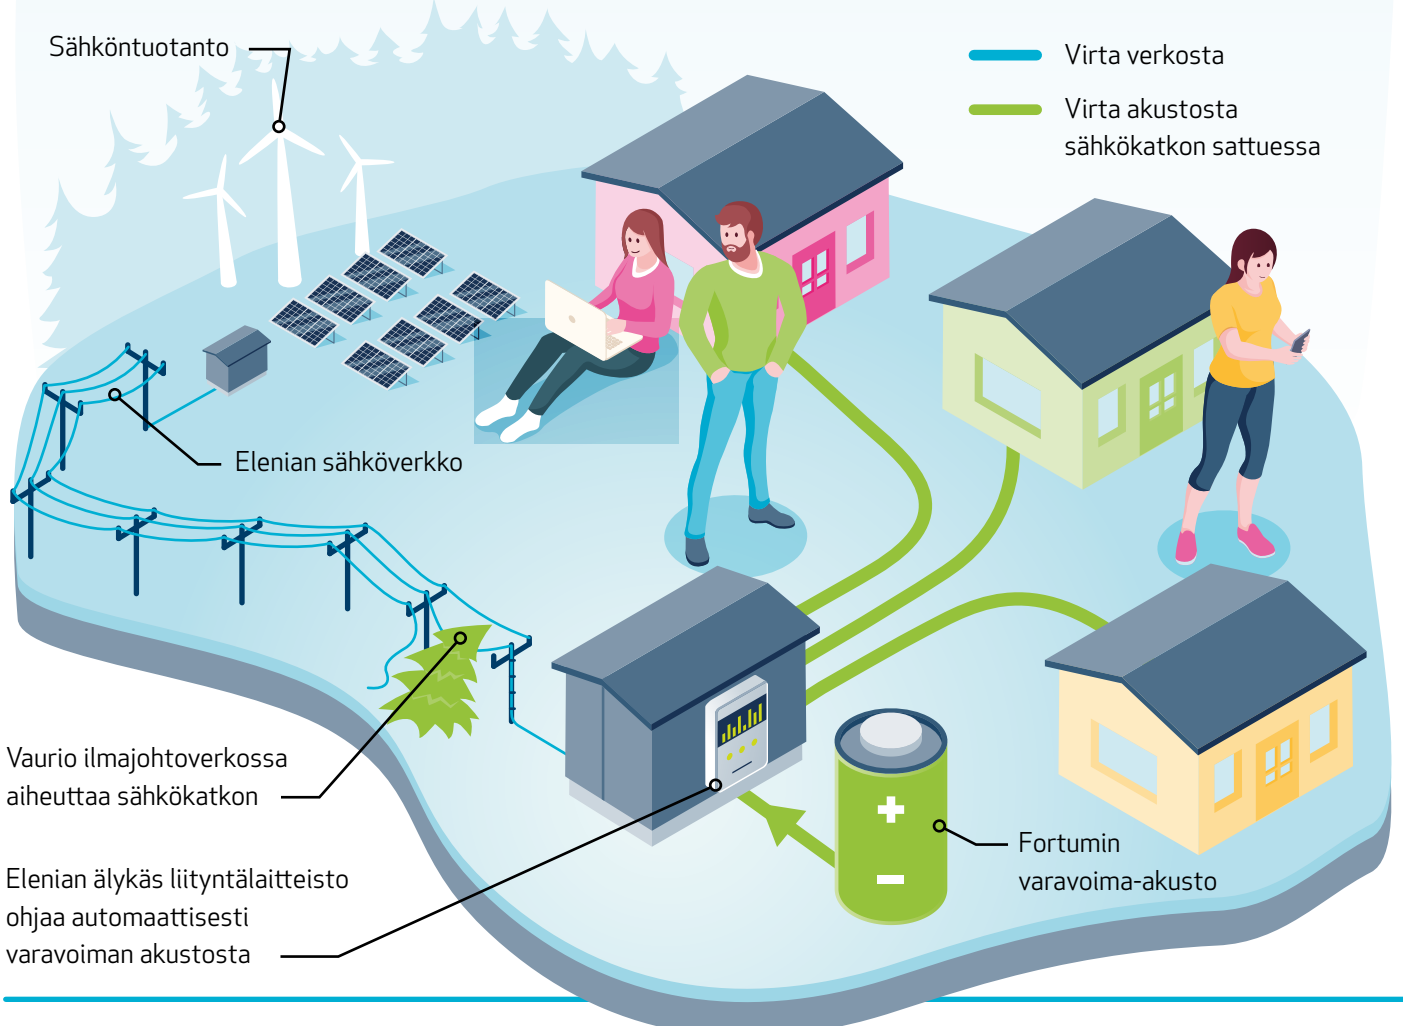 Sähköntuotanto
Virta verkosta
Virta akustosta
sähkökatkon sattuessa
Elenian sähköverkko
Vaurio ilmajohtoverkossa
aiheuttaa sähkökatkon
Elenian älykäs liityntälaitteisto
ohjaa automaattisesti
varavoiman akustosta
Fortumin
varavoima-akusto